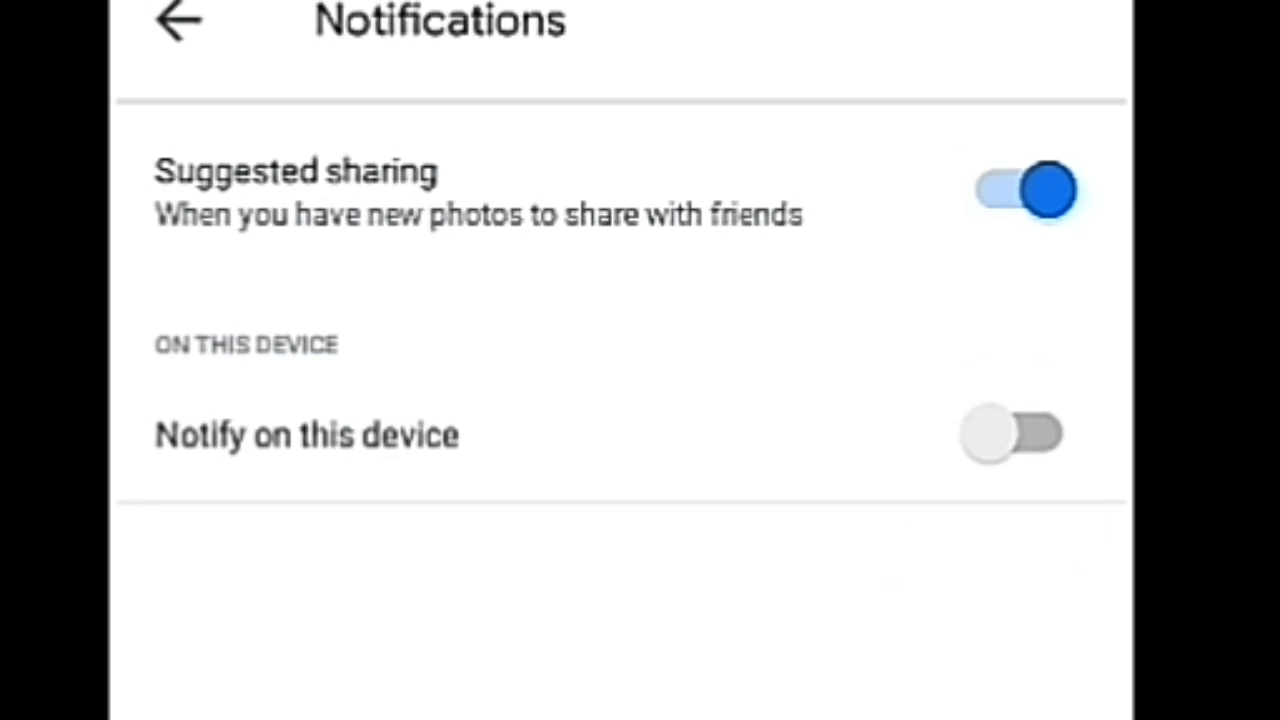 Notifications
Suggested sharing
When you have new photos to share with friends
ON THIS DEVICE
Notify on this device